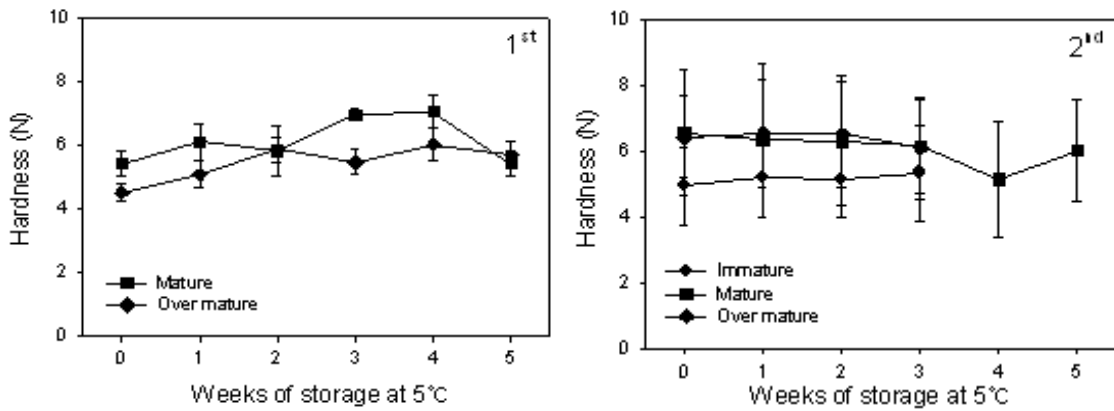 10
8
6
4
2
0
Hardness (N)
1st
Mature
Over mature
0 1 2 3 4 5
Weeks of storage at 5℃
10
8
6
4
2
0
Hardness (N)
2nd
Immature
Mature
Over mature
0 1 2 3 4 5
Weeks of storage at 5℃